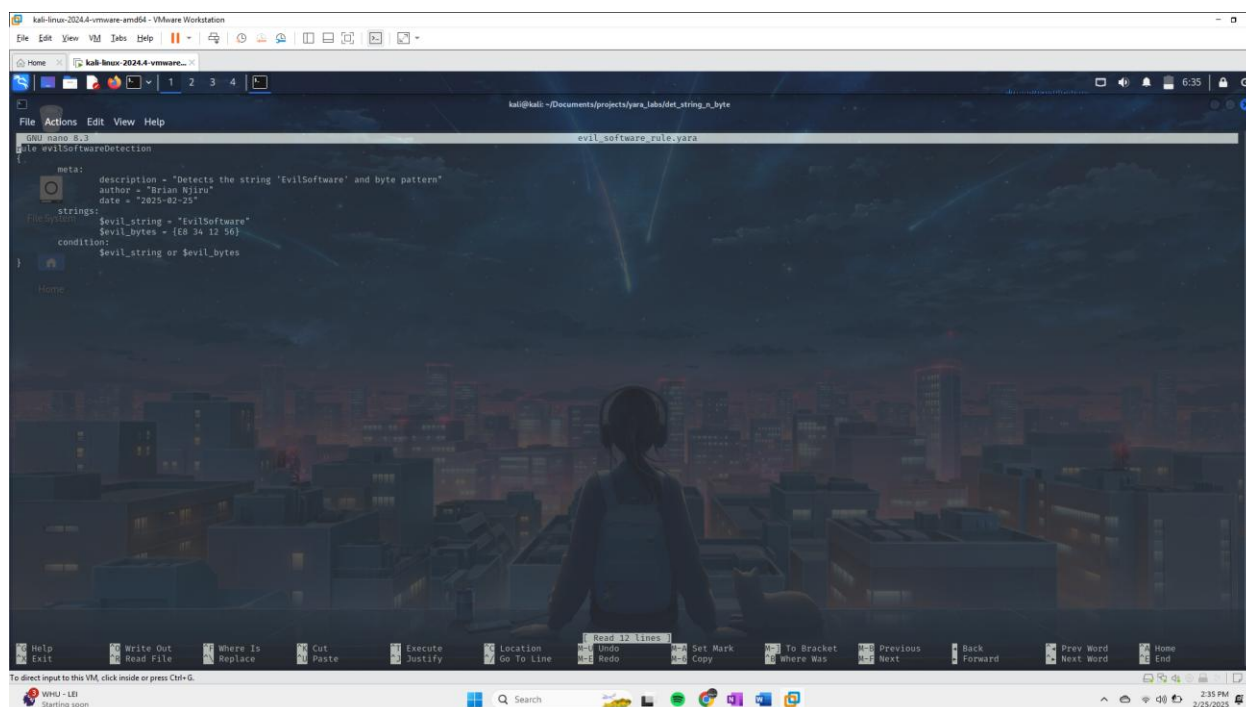 kali-linux-2024.4-vmware-amd64 - VMware Workstation
File Edit View VM Tabs Help
Home kali-linux-2024.4-vmware...
1 2 3 4 6:35
kali@kali: ~/Documents/projects/yara_labs/det_string_n_byte
File Actions Edit View Help
GNU nano 8.3 evil_software_rule.yara
rule evilSoftwareDetection
{
meta:
description = "Detects the string 'EvilSoftware' and byte pattern"
author = "Brian Njiru"
date = "2025-02-25"
File System
strings:
$evil_string = "EvilSoftware"
$evil_bytes = {E8 34 12 56}
condition:
$evil_string or $evil_bytes
}
Home
[ Read 12 lines ]
^G Help ^O Write Out ^F Where Is ^K Cut ^T Execute ^C Location M-U Undo M-A Set Mark M-] To Bracket M-B Previous Back Prev Word ^A Home
^X Exit ^R Read File ^\ Replace ^U Paste ^J Justify ^/ Go To Line M-E Redo M-6 Copy ^B Where Was M-F Next Forward Next Word ^E End
To direct input to this VM, click inside or press Ctrl+G.
3 WHU - LEI
Starting soon
Search
2:35 PM
2/25/2025